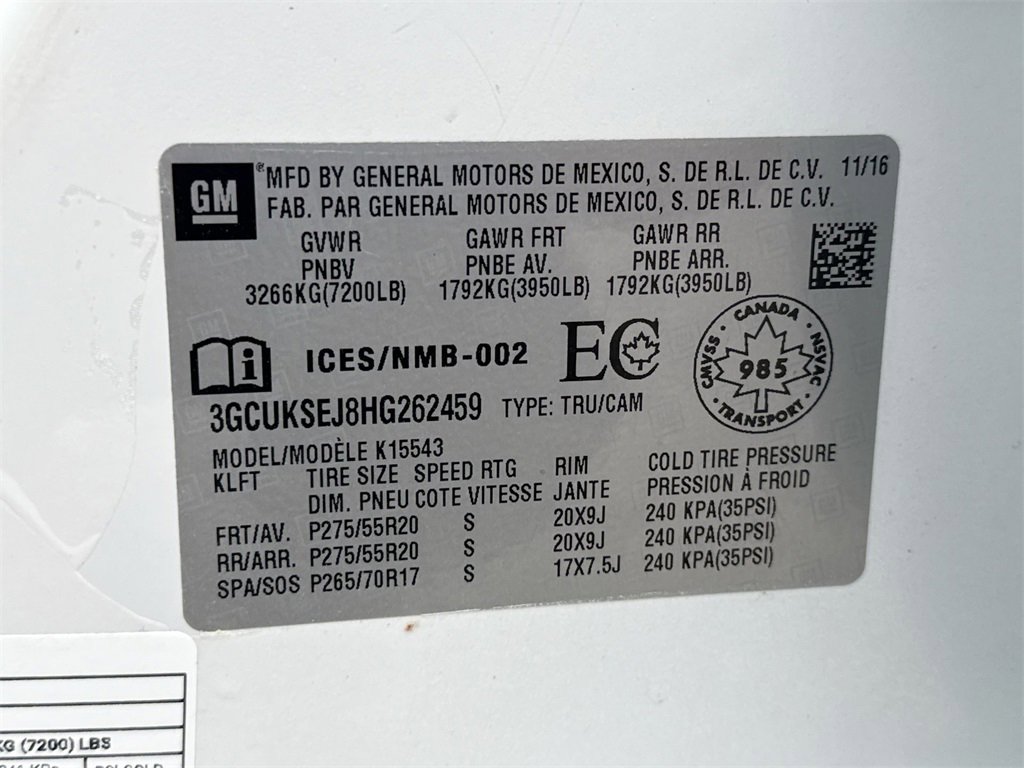 GM
®MFD BY GENERAL MOTORS DE MEXICO, S. DE R.L. DE C.V. 11/16
FAB. PAR GENERAL MOTORS DE MEXICO, S. DE R.L. DE C.V.
GVWR GAWR FRT GAWR RR
PNBV PNBE AV. PNBE ARR.
3266KG(7200LB) 1792KG(3950LB) 1792KG(3950LB)
i ICES/NMB-002 EC
CANADA
CMVSS 985 NSVAC
TRANSPORT
3GCUKSEJ8HG262459 TYPE: TRU/CAM
MODEL/MODÈLE K15543
KLFT TIRE SIZE SPEED RTG RIM COLD TIRE PRESSURE
DIM. PNEU COTE VITESSE JANTE PRESSION À FROID
FRT/AV. P275/55R20 S 20X9J 240 KPA(35PSI)
RR/ARR. P275/55R20 S 20X9J 240 KPA(35PSI)
SPA/SOS P265/70R17 S 17X7.5J 240 KPA(35PSI)
KG (7200) LBS